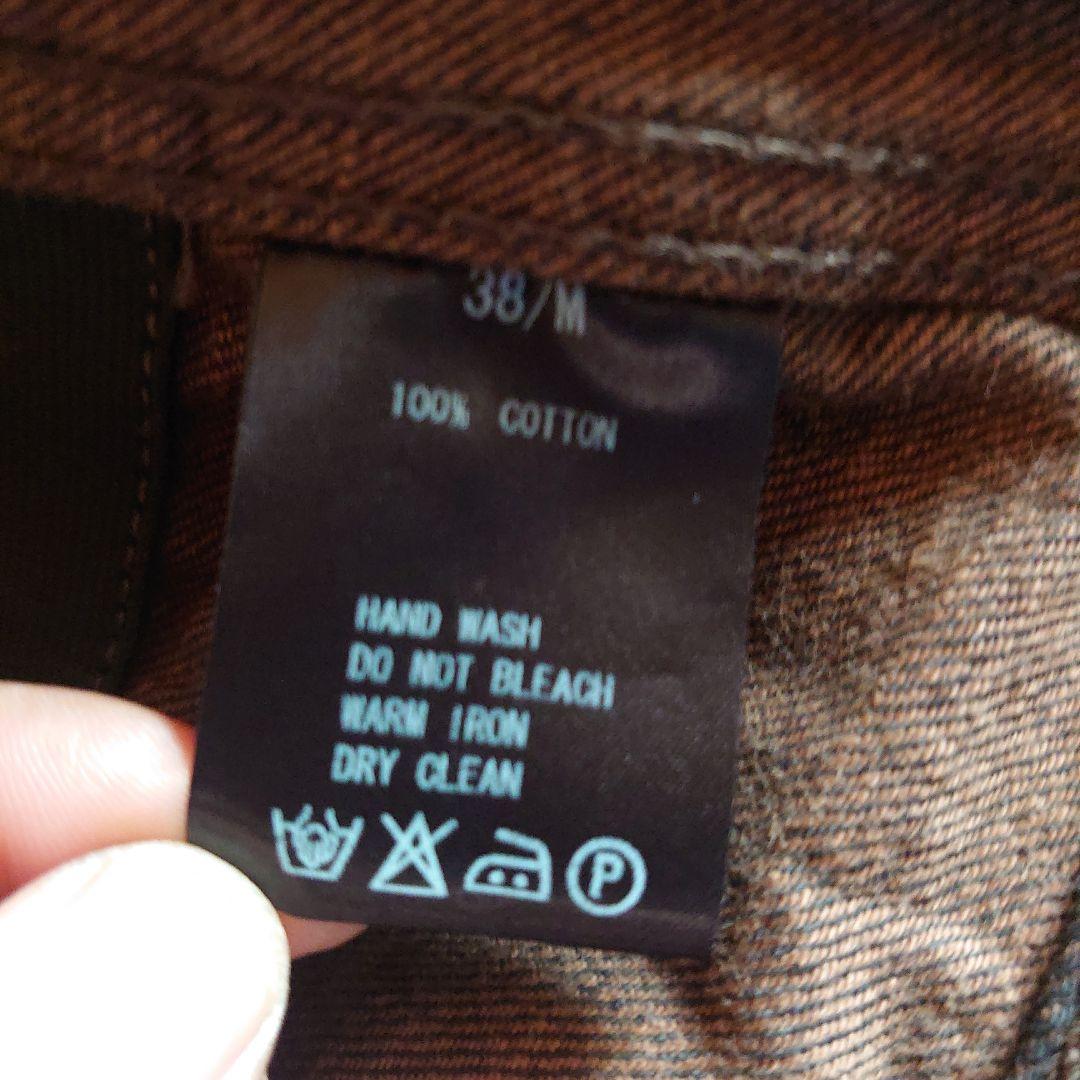 38/M
100% COTTON
HAND WASH
DO NOT BLEACH
WARM IRON
DRY CLEAN
P